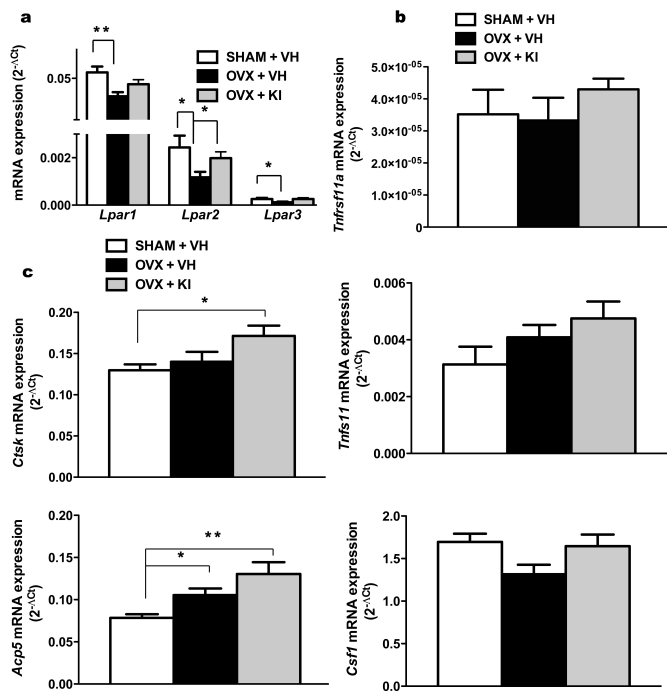 a
SHAM + VH
OVX + VH
OVX + KI
mRNA expression (2-ΔCt)
0.05
0.002
0.000
**
*
*
*
Lpar1
Lpar2
Lpar3
b
SHAM + VH
OVX + VH
OVX + KI
Tnfrsf11a mRNA expression
(2-ΔCt)
5.0×10-05
4.0×10-05
3.0×10-05
2.0×10-05
1.0×10-05
0
c
SHAM + VH
OVX + VH
OVX + KI
Ctsk mRNA expression
(2-ΔCt)
0.20
0.15
0.10
0.05
0.00
*
Tnfs11 mRNA expression
(2-ΔCt)
0.006
0.004
0.002
0.000
Acp5 mRNA expression
(2-ΔCt)
0.20
0.15
0.10
0.05
0.00
**
*
Csf1 mRNA expression
(2-ΔCt)
2.0
1.5
1.0
0.5
0.0